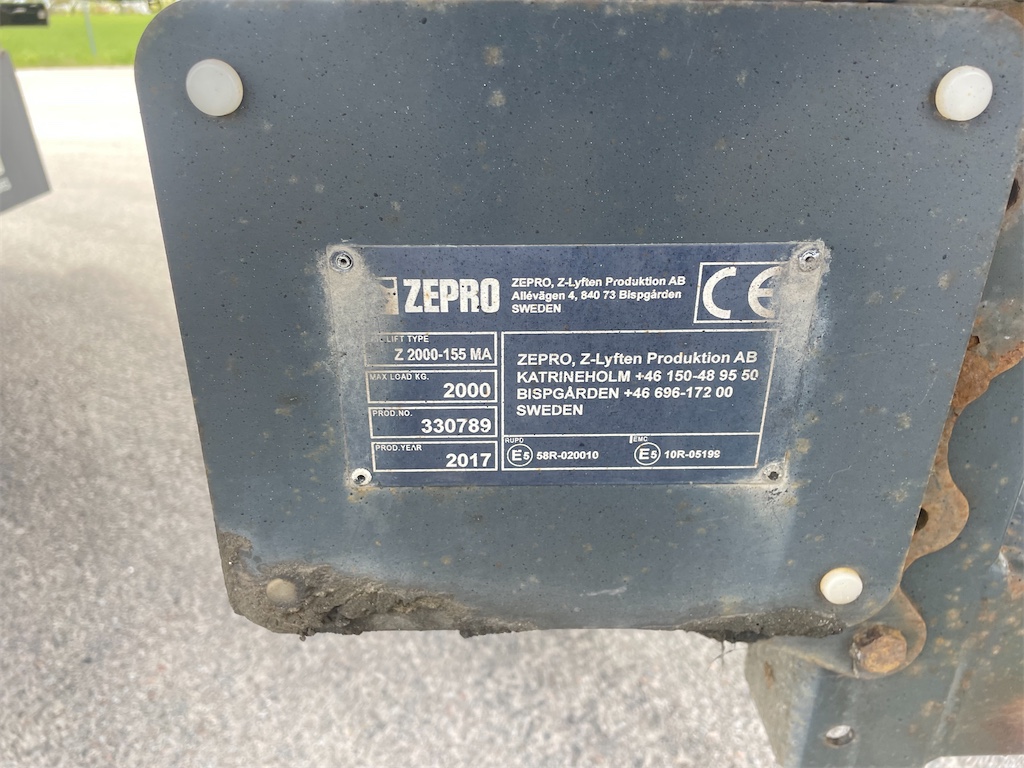 ZEPRO
ZEPRO, Z-Lyften Produktion AB
Allévägen 4, 840 73 Bispgården
SWEDEN
CE
LIFT TYPE
Z 2000-155 MA
MAX LOAD KG.
2000
PROD.NO.
330789
PROD.YEAR
2017
ZEPRO, Z-Lyften Produktion AB
KATRINEHOLM +46 150-48 95 50
BISPGÅRDEN +46 696-172 00
SWEDEN
RUPD
E5 58R-020010
EMC
E5 10R-05198